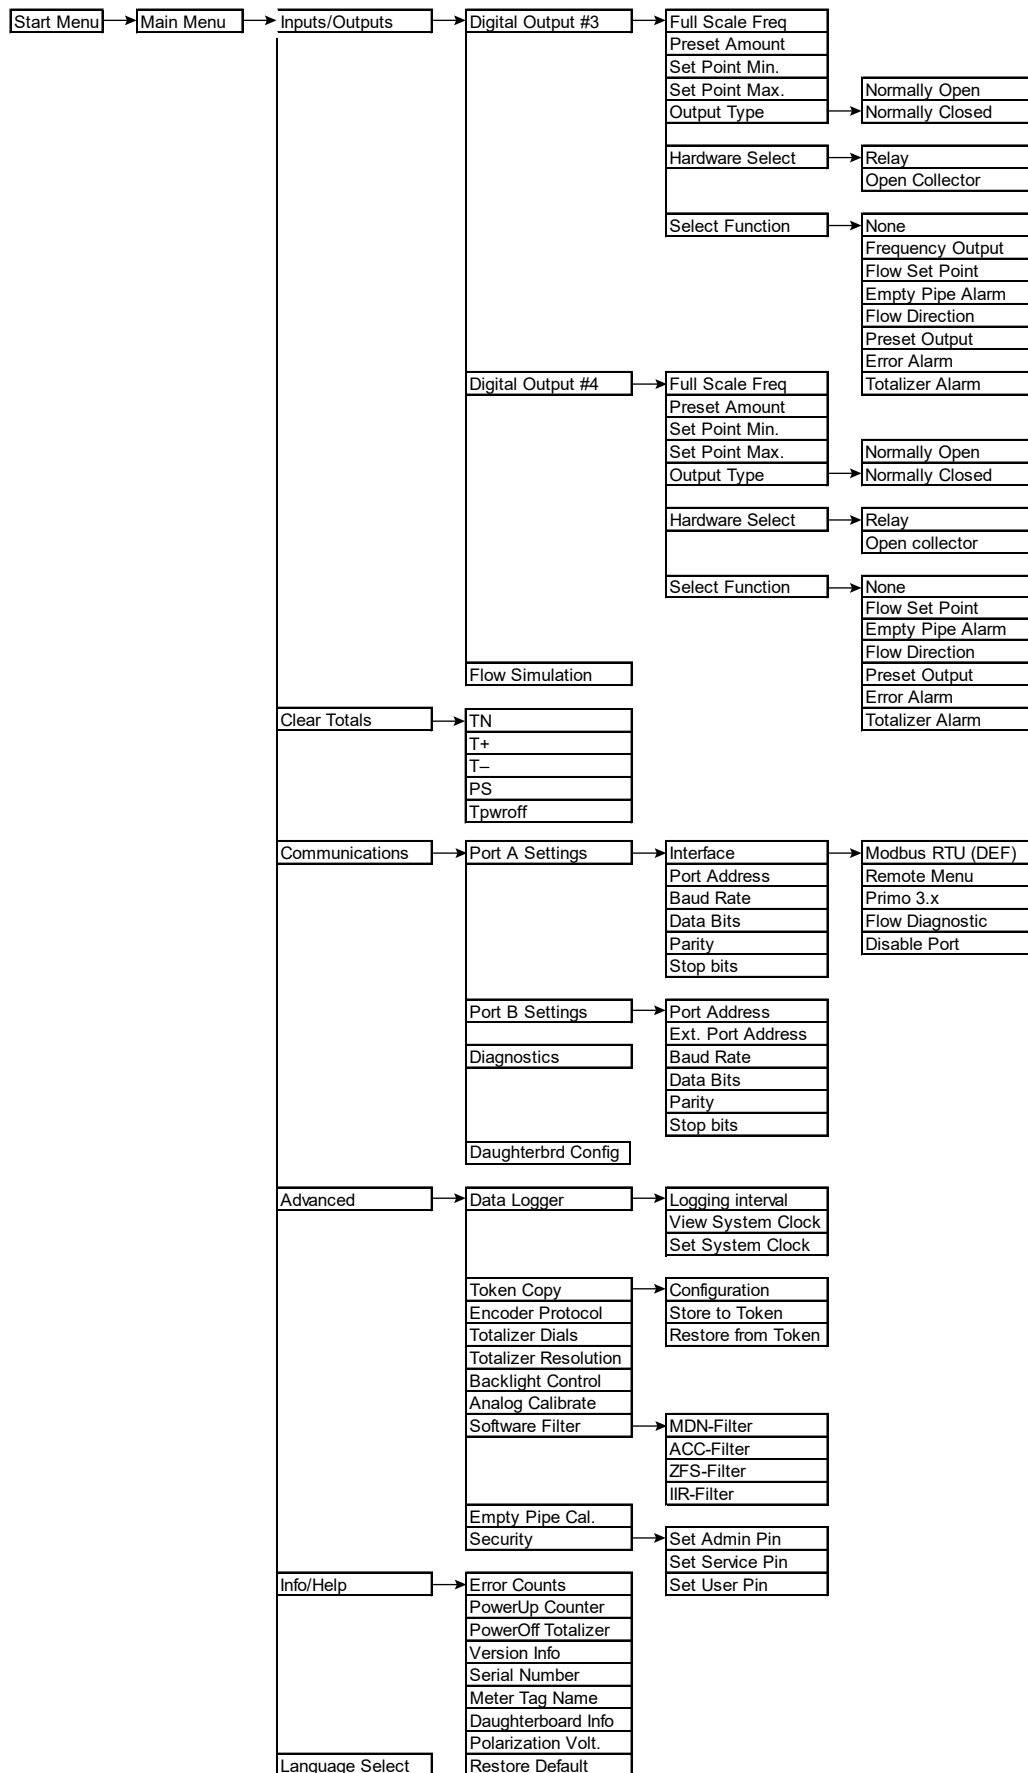 Start Menu
Main Menu
Inputs/Outputs
Digital Output #3
Full Scale Freq
Preset Amount
Set Point Min.
Set Point Max.
Output Type
Normally Open
Normally Closed
Hardware Select
Relay
Open Collector
Select Function
None
Frequency Output
Flow Set Point
Empty Pipe Alarm
Flow Direction
Preset Output
Error Alarm
Totalizer Alarm
Digital Output #4
Full Scale Freq
Preset Amount
Set Point Min.
Set Point Max.
Output Type
Normally Open
Normally Closed
Hardware Select
Relay
Open collector
Select Function
None
Flow Set Point
Empty Pipe Alarm
Flow Direction
Preset Output
Error Alarm
Totalizer Alarm
Flow Simulation
Clear Totals
TN
T+
T–
PS
Tpwroff
Communications
Port A Settings
Interface
Port Address
Baud Rate
Data Bits
Parity
Stop bits
Modbus RTU (DEF)
Remote Menu
Primo 3.x
Flow Diagnostic
Disable Port
Port B Settings
Port Address
Ext. Port Address
Baud Rate
Data Bits
Parity
Stop bits
Diagnostics
Daughterbrd Config
Advanced
Data Logger
Logging interval
View System Clock
Set System Clock
Token Copy
Configuration
Store to Token
Restore from Token
Encoder Protocol
Totalizer Dials
Totalizer Resolution
Backlight Control
Analog Calibrate
Software Filter
MDN-Filter
ACC-Filter
ZFS-Filter
IIR-Filter
Empty Pipe Cal.
Security
Set Admin Pin
Set Service Pin
Set User Pin
Info/Help
Error Counts
PowerUp Counter
PowerOff Totalizer
Version Info
Serial Number
Meter Tag Name
Daughterboard Info
Polarization Volt.
Restore Default
Language Select